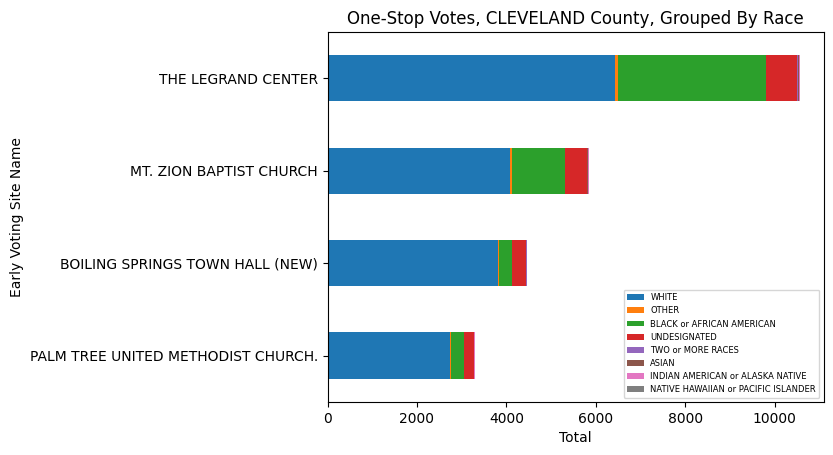 One-Stop Votes, CLEVELAND County, Grouped By Race
Early Voting Site Name
THE LEGRAND CENTER
MT. ZION BAPTIST CHURCH
BOILING SPRINGS TOWN HALL (NEW)
PALM TREE UNITED METHODIST CHURCH.
WHITE
OTHER
BLACK or AFRICAN AMERICAN
UNDESIGNATED
TWO or MORE RACES
ASIAN
INDIAN AMERICAN or ALASKA NATIVE
NATIVE HAWAIIAN or PACIFIC ISLANDER
0 2000 4000 6000 8000 10000
Total